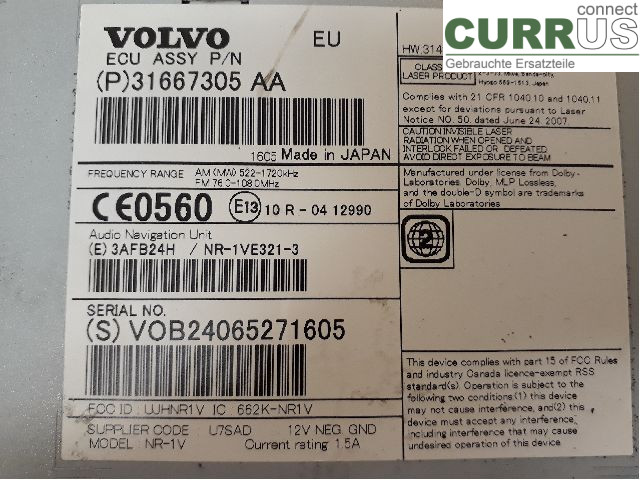 VOLVO EU
ECU ASSY P/N
(P)31667305 AA
1605 Made in JAPAN
FREQUENCY RANGE AM(MW) 522-1720kHz
FM 76.0-108.0MHz
CE0560 E13 10 R - 04 12990
Audio Navigation Unit
(E) 3AFB24H / NR-1VE321-3
SERIAL NO.
(S) VOB24065271605
FCC ID : UJHNR1V IC : 662K-NR1V
SUPPLIER CODE : U7SAD 12V NEG. GND
MODEL : NR-1V Current rating 1.5A
connect
CURRUS
Gebrauchte Ersatzteile
HW.314
CLASS
LASER PRODUCT
Hyogo 669-1513, Japan
Complies with 21 CFR 1040.10 and 1040.11
except for deviations pursuant to Laser
Notice NO. 50, dated June 24, 2007.
CAUTION INVISIBLE LASER
RADIATION WHEN OPENED AND
INTERLOCK FAILED OR DEFEATED
AVOID DIRECT EXPOSURE TO BEAM
Manufactured under license from Dolby
Laboratories. Dolby, MLP Lossless,
and the double-D symbol are trademarks
of Dolby Laboratories
2
This device complies with part 15 of FCC Rules
and industry Canada licence-exempt RSS
standard(s). Operation is subject to the
following two conditions:(1) this device
may not cause interference, and(2) this
device must accept any interference,
including interference that may cause
undesired operation of this device.